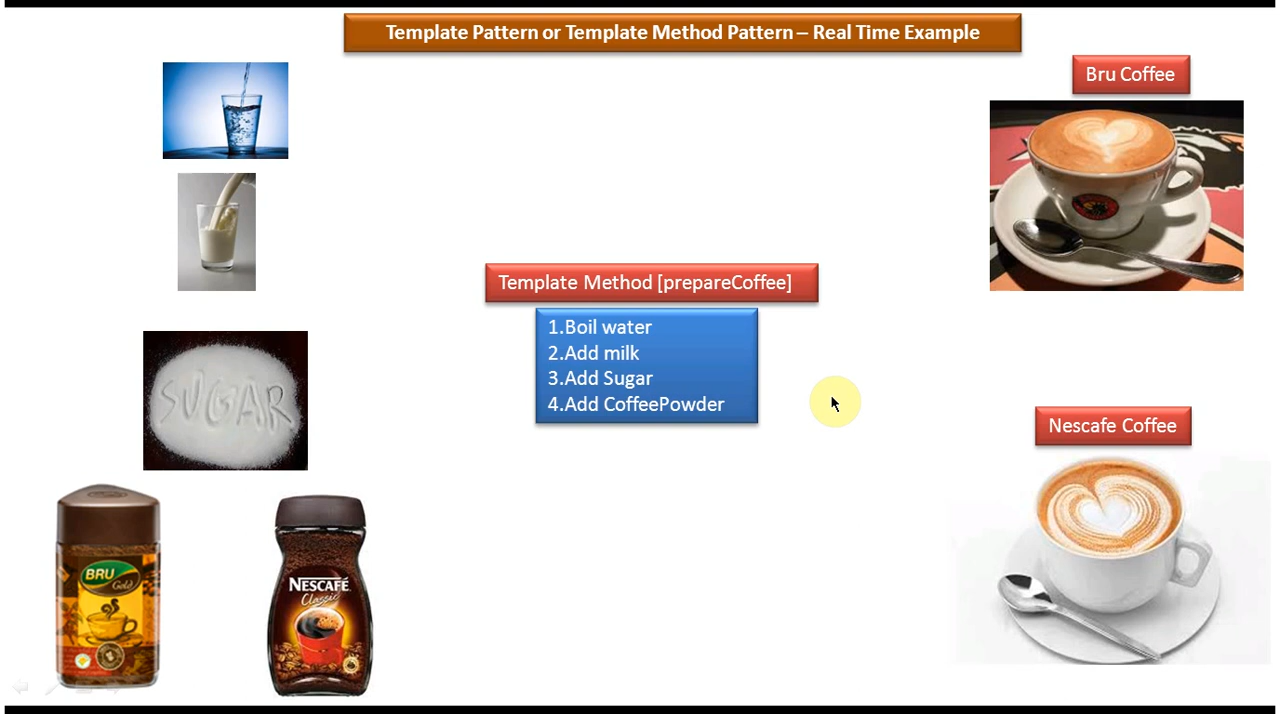 Template Pattern or Template Method Pattern – Real Time Example
Bru Coffee
Template Method [prepareCoffee]
1.Boil water
2.Add milk
3.Add Sugar
4.Add CoffeePowder
SUGAR
Nescafe Coffee
BRU
Gold
NESCAFÉ
Classic